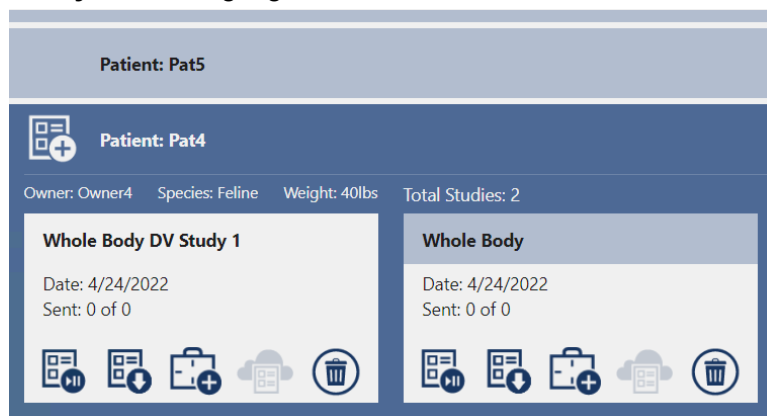 Patient: Pat5
Patient: Pat4
Owner: Owner4 Species: Feline Weight: 40lbs Total Studies: 2
Whole Body DV Study 1
Date: 4/24/2022
Sent: 0 of 0
Whole Body
Date: 4/24/2022
Sent: 0 of 0